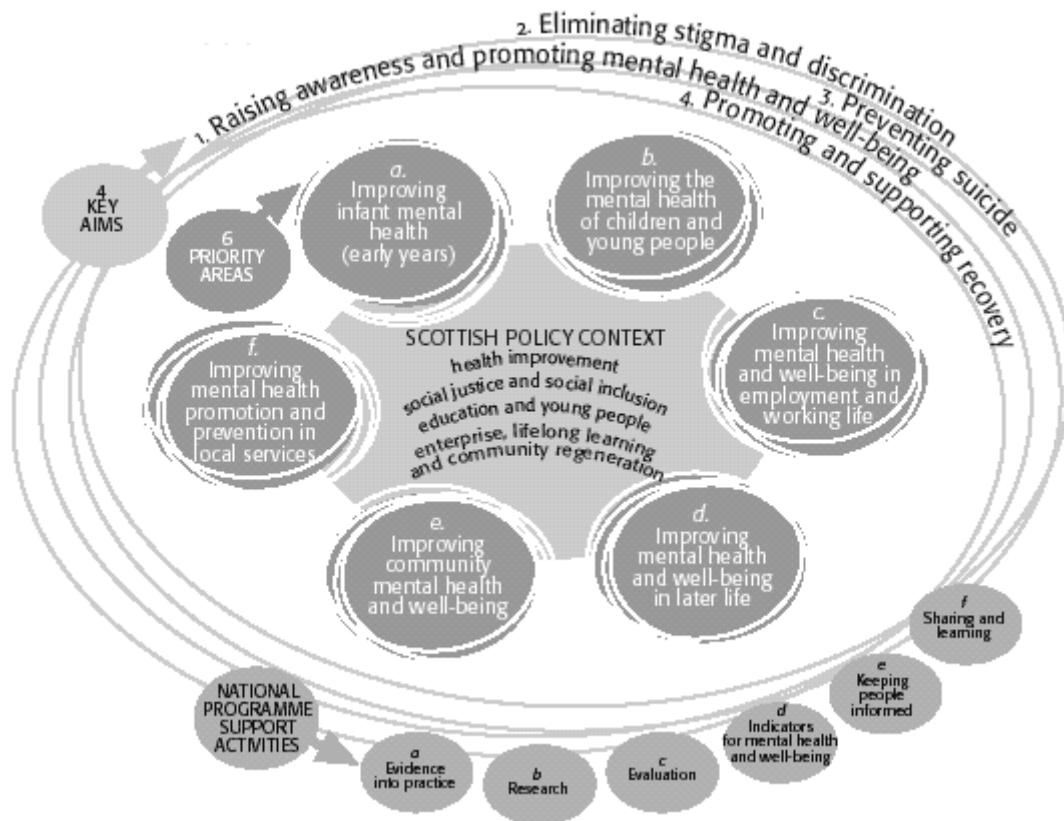 2. Eliminating stigma and discrimination
1. Raising awareness and promoting mental health and well-being
3. Preventing suicide
4. Promoting and supporting recovery
4
KEY
AIMS
6
PRIORITY
AREAS
a.
Improving
infant mental
health
(early years)
b.
Improving the
mental health
of children and
young people
c.
Improving
mental health
and well-being in
employment and
working life
d.
Improving
mental health
and well-being
in later life
e.
Improving
community
mental health
and well-being
f.
Improving
mental health
promotion and
prevention in
local services
SCOTTISH POLICY CONTEXT
health improvement
social justice and social inclusion
education and young people
enterprise, lifelong learning
and community regeneration
NATIONAL
PROGRAMME
SUPPORT
ACTIVITIES
a
Evidence
into practice
b
Research
c
Evaluation
d
Indicators
for mental health
and well-being
e
Keeping
people
informed
f
Sharing and
learning